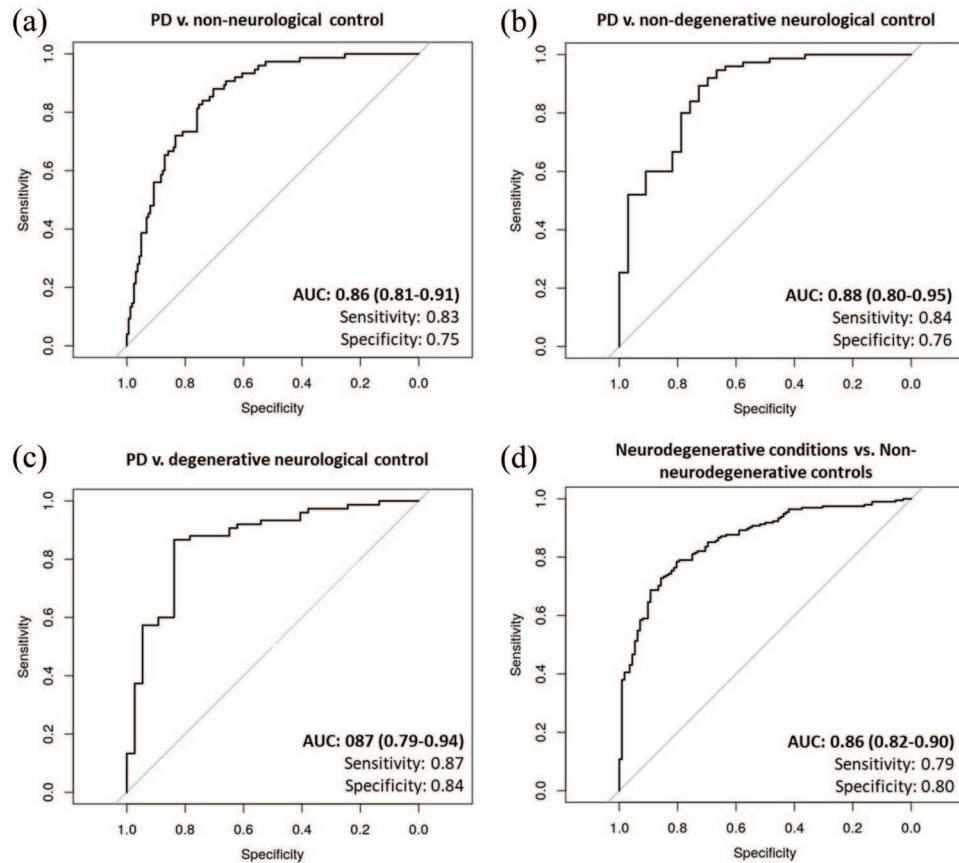 (a)
PD v. non-neurological control
1.0
0.8
0.6
0.4
0.2
0.0
Sensitivity
AUC: 0.86 (0.81-0.91)
Sensitivity: 0.83
Specificity: 0.75
1.0 0.8 0.6 0.4 0.2 0.0
Specificity
(b)
PD v. non-degenerative neurological control
1.0
0.8
0.6
0.4
0.2
0.0
Sensitivity
AUC: 0.88 (0.80-0.95)
Sensitivity: 0.84
Specificity: 0.76
1.0 0.8 0.6 0.4 0.2 0.0
Specificity
(c)
PD v. degenerative neurological control
1.0
0.8
0.6
0.4
0.2
0.0
Sensitivity
AUC: 087 (0.79-0.94)
Sensitivity: 0.87
Specificity: 0.84
1.0 0.8 0.6 0.4 0.2 0.0
Specificity
(d)
Neurodegenerative conditions vs. Non-
neurodegenerative controls
1.0
0.8
0.6
0.4
0.2
0.0
Sensitivity
AUC: 0.86 (0.82-0.90)
Sensitivity: 0.79
Specificity: 0.80
1.0 0.8 0.6 0.4 0.2 0.0
Specificity